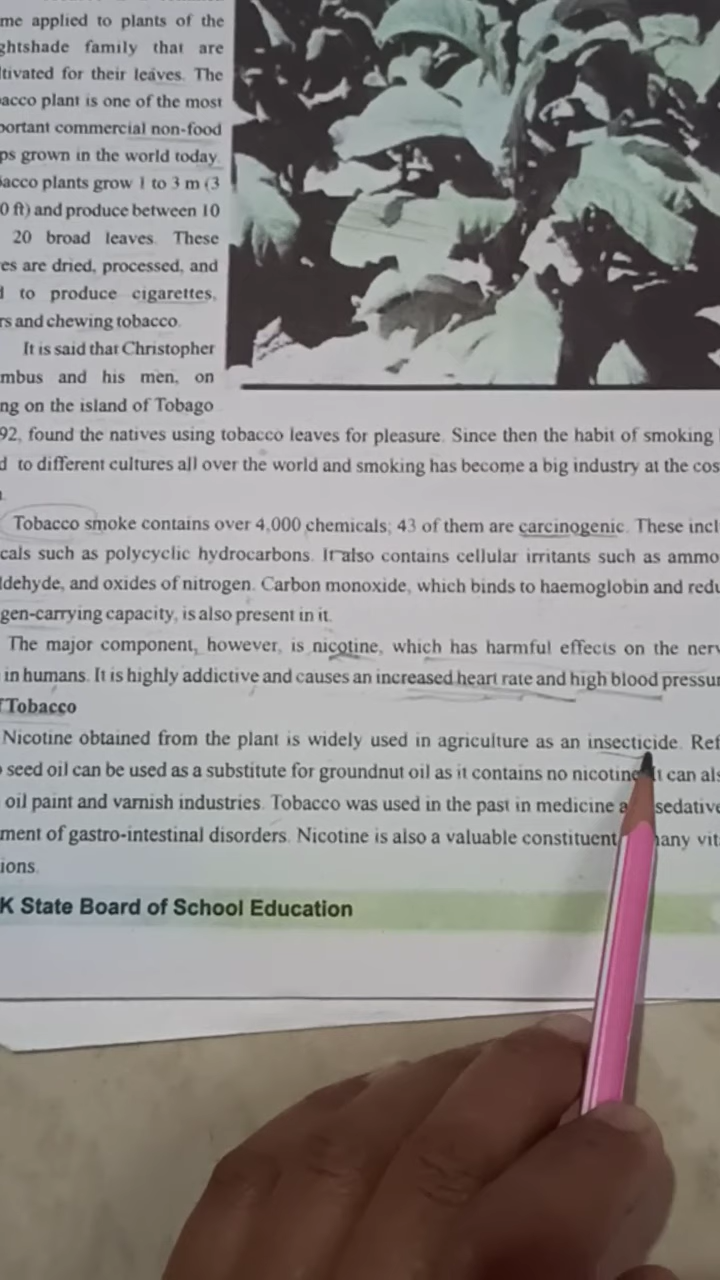 me applied to plants of the
ghtshade family that are
ltivated for their leaves. The
acco plant is one of the most
portant commercial non-food
ps grown in the world today.
bacco plants grow 1 to 3 m (3
0 ft) and produce between 10
20 broad leaves. These
es are dried, processed, and
d to produce cigarettes,
rs and chewing tobacco.
It is said that Christopher
mbus and his men, on
ng on the island of Tobago
92, found the natives using tobacco leaves for pleasure. Since then the habit of smoking
d to different cultures all over the world and smoking has become a big industry at the cos
Tobacco smoke contains over 4,000 chemicals; 43 of them are carcinogenic. These incl
cals such as polycyclic hydrocarbons. It also contains cellular irritants such as ammo
ldehyde, and oxides of nitrogen. Carbon monoxide, which binds to haemoglobin and redu
gen-carrying capacity, is also present in it.
The major component, however, is nicotine, which has harmful effects on the nerv
in humans. It is highly addictive and causes an increased heart rate and high blood pressur
f Tobacco
Nicotine obtained from the plant is widely used in agriculture as an insecticide. Ref
seed oil can be used as a substitute for groundnut oil as it contains no nicotine. It can als
oil paint and varnish industries. Tobacco was used in the past in medicine a sedative
ment of gastro-intestinal disorders. Nicotine is also a valuable constituent many vit
ions.
K State Board of School Education